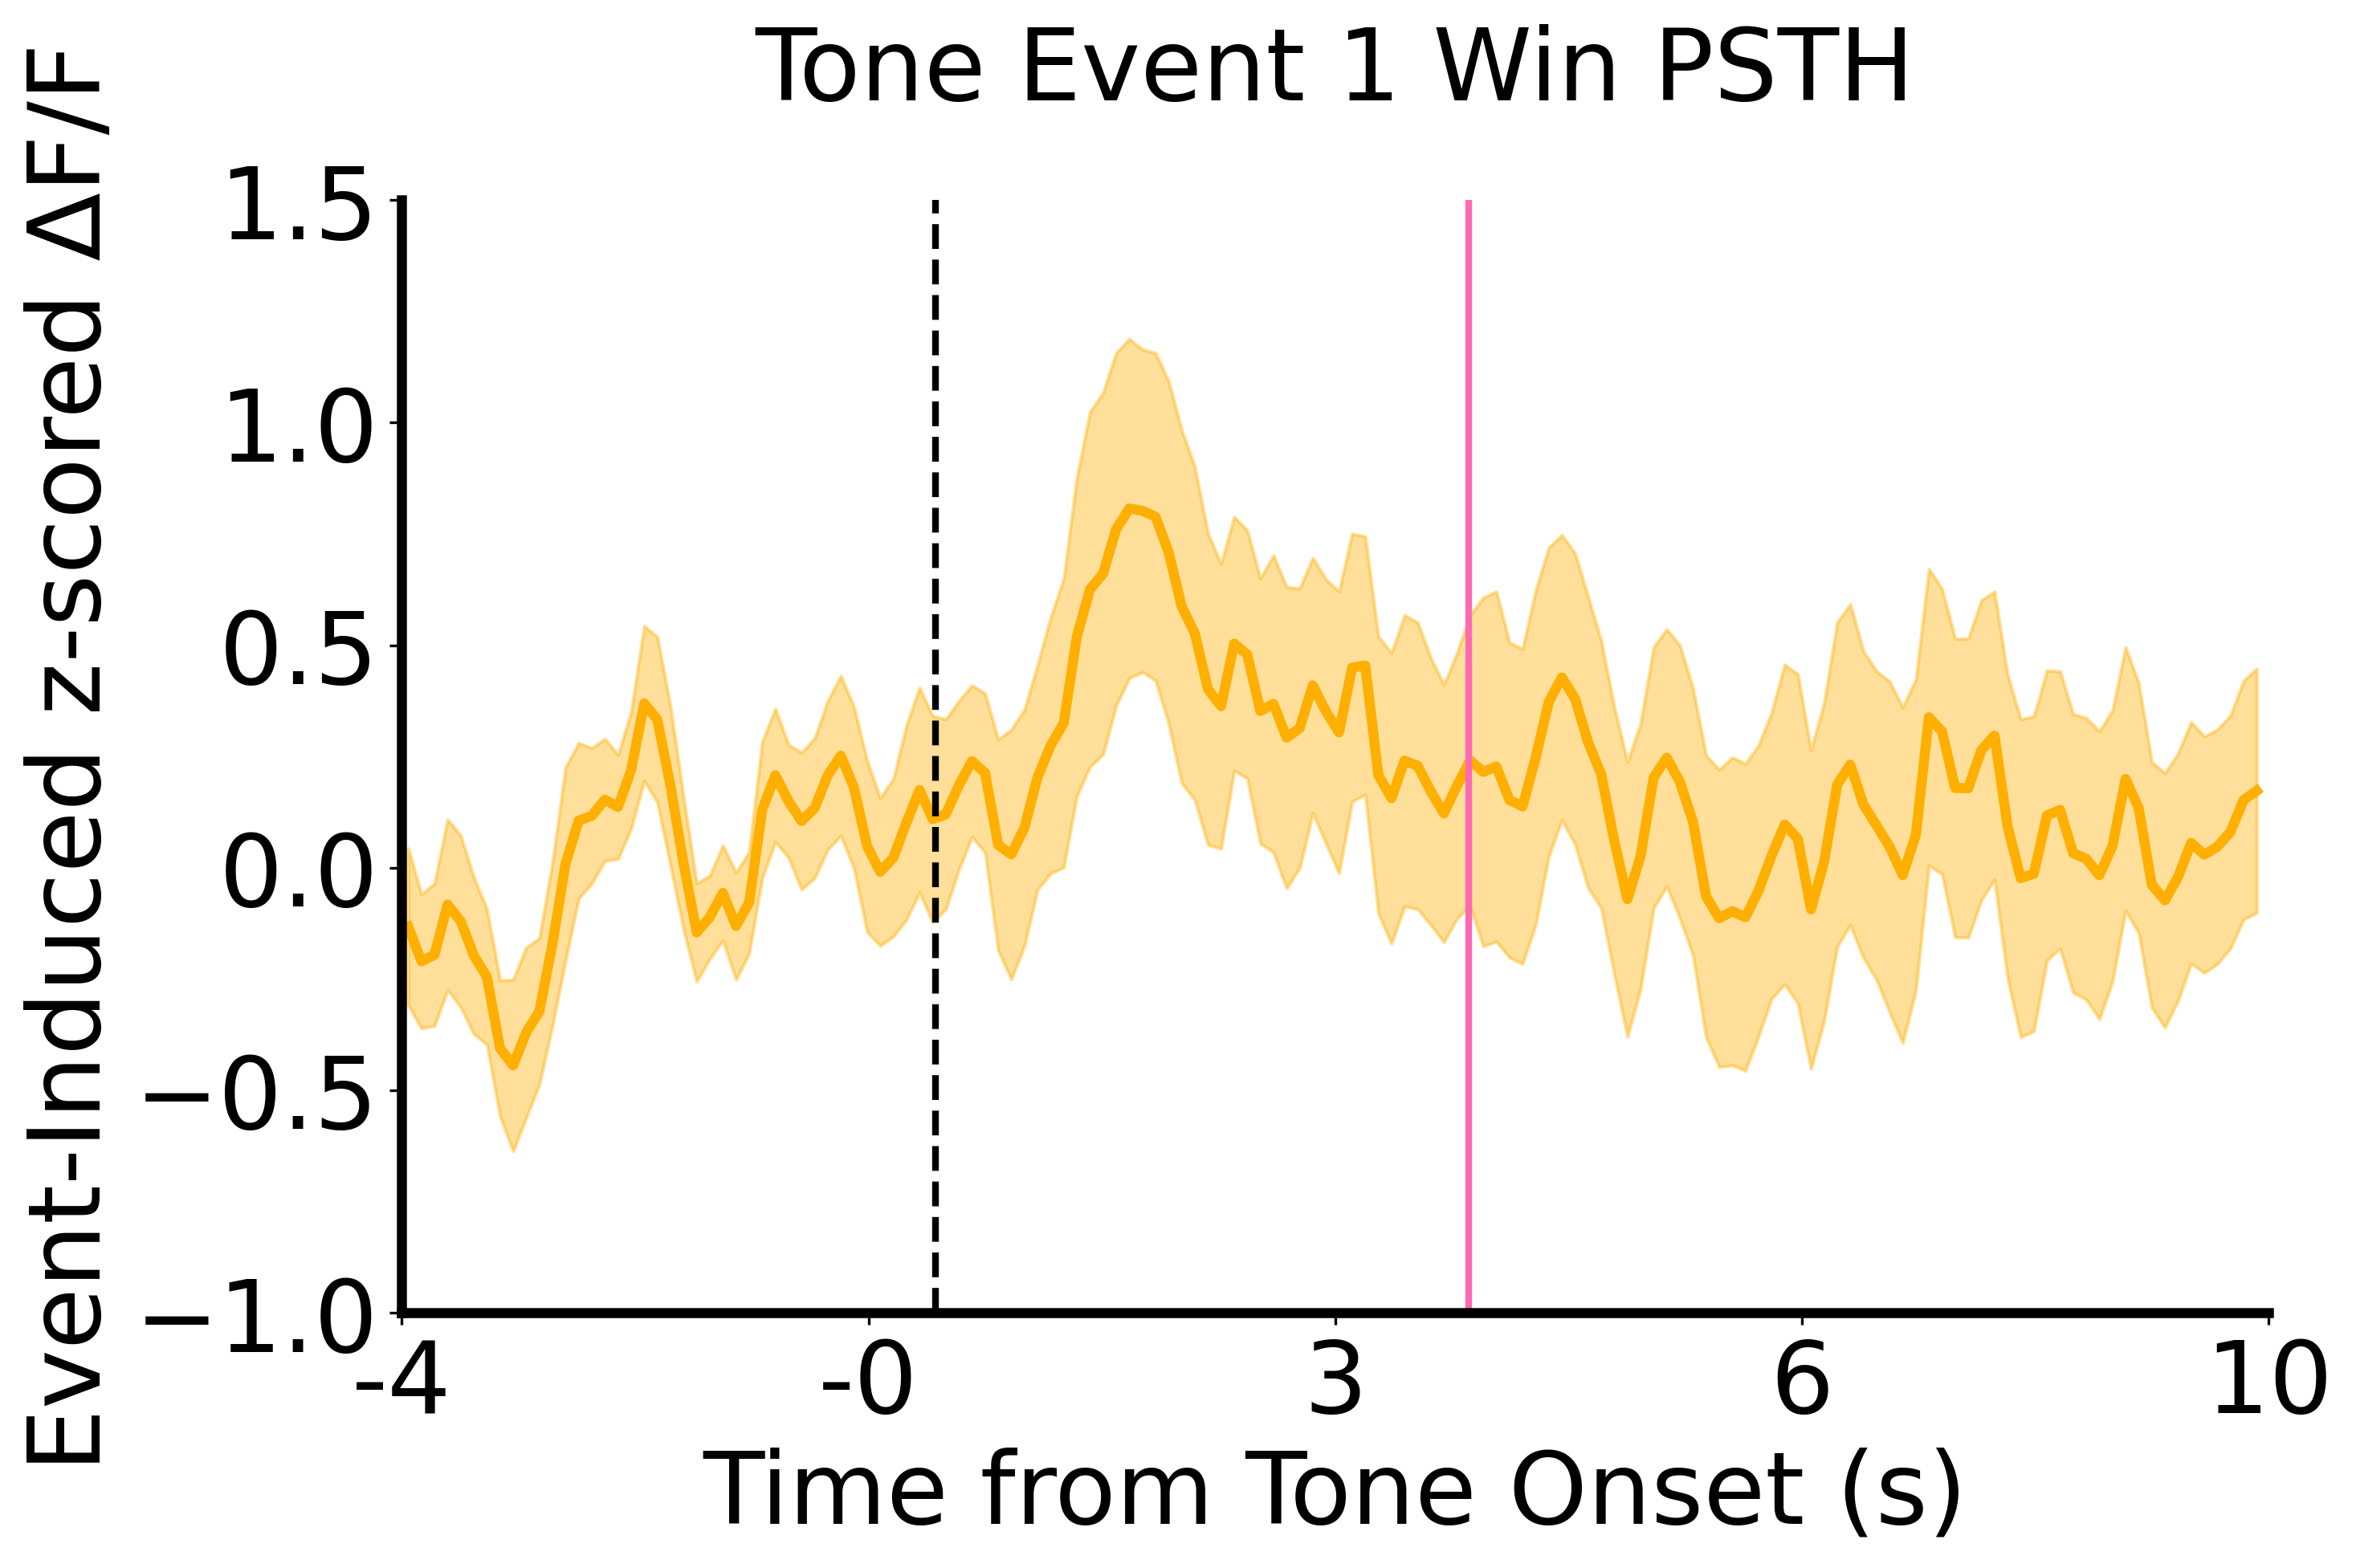 Tone Event 1 Win PSTH
Event-Induced z-scored ΔF/F
1.5
1.0
0.5
0.0
−0.5
−1.0
-4 -0 3 6 10
Time from Tone Onset (s)